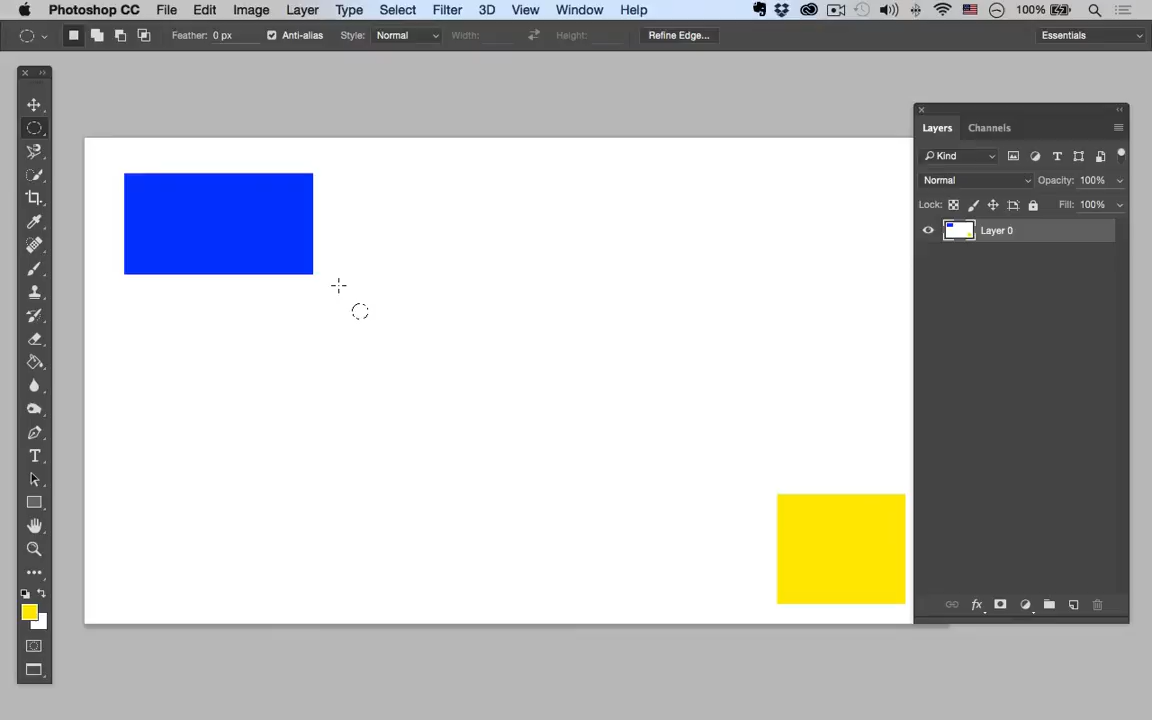 Photoshop CC File Edit Image Layer Type Select Filter 3D View Window Help 100%
Feather: 0 px Anti-alias Style: Normal Width: Height: Refine Edge... Essentials
Layers Channels
Kind
Normal Opacity: 100%
Lock: Fill: 100%
Layer 0